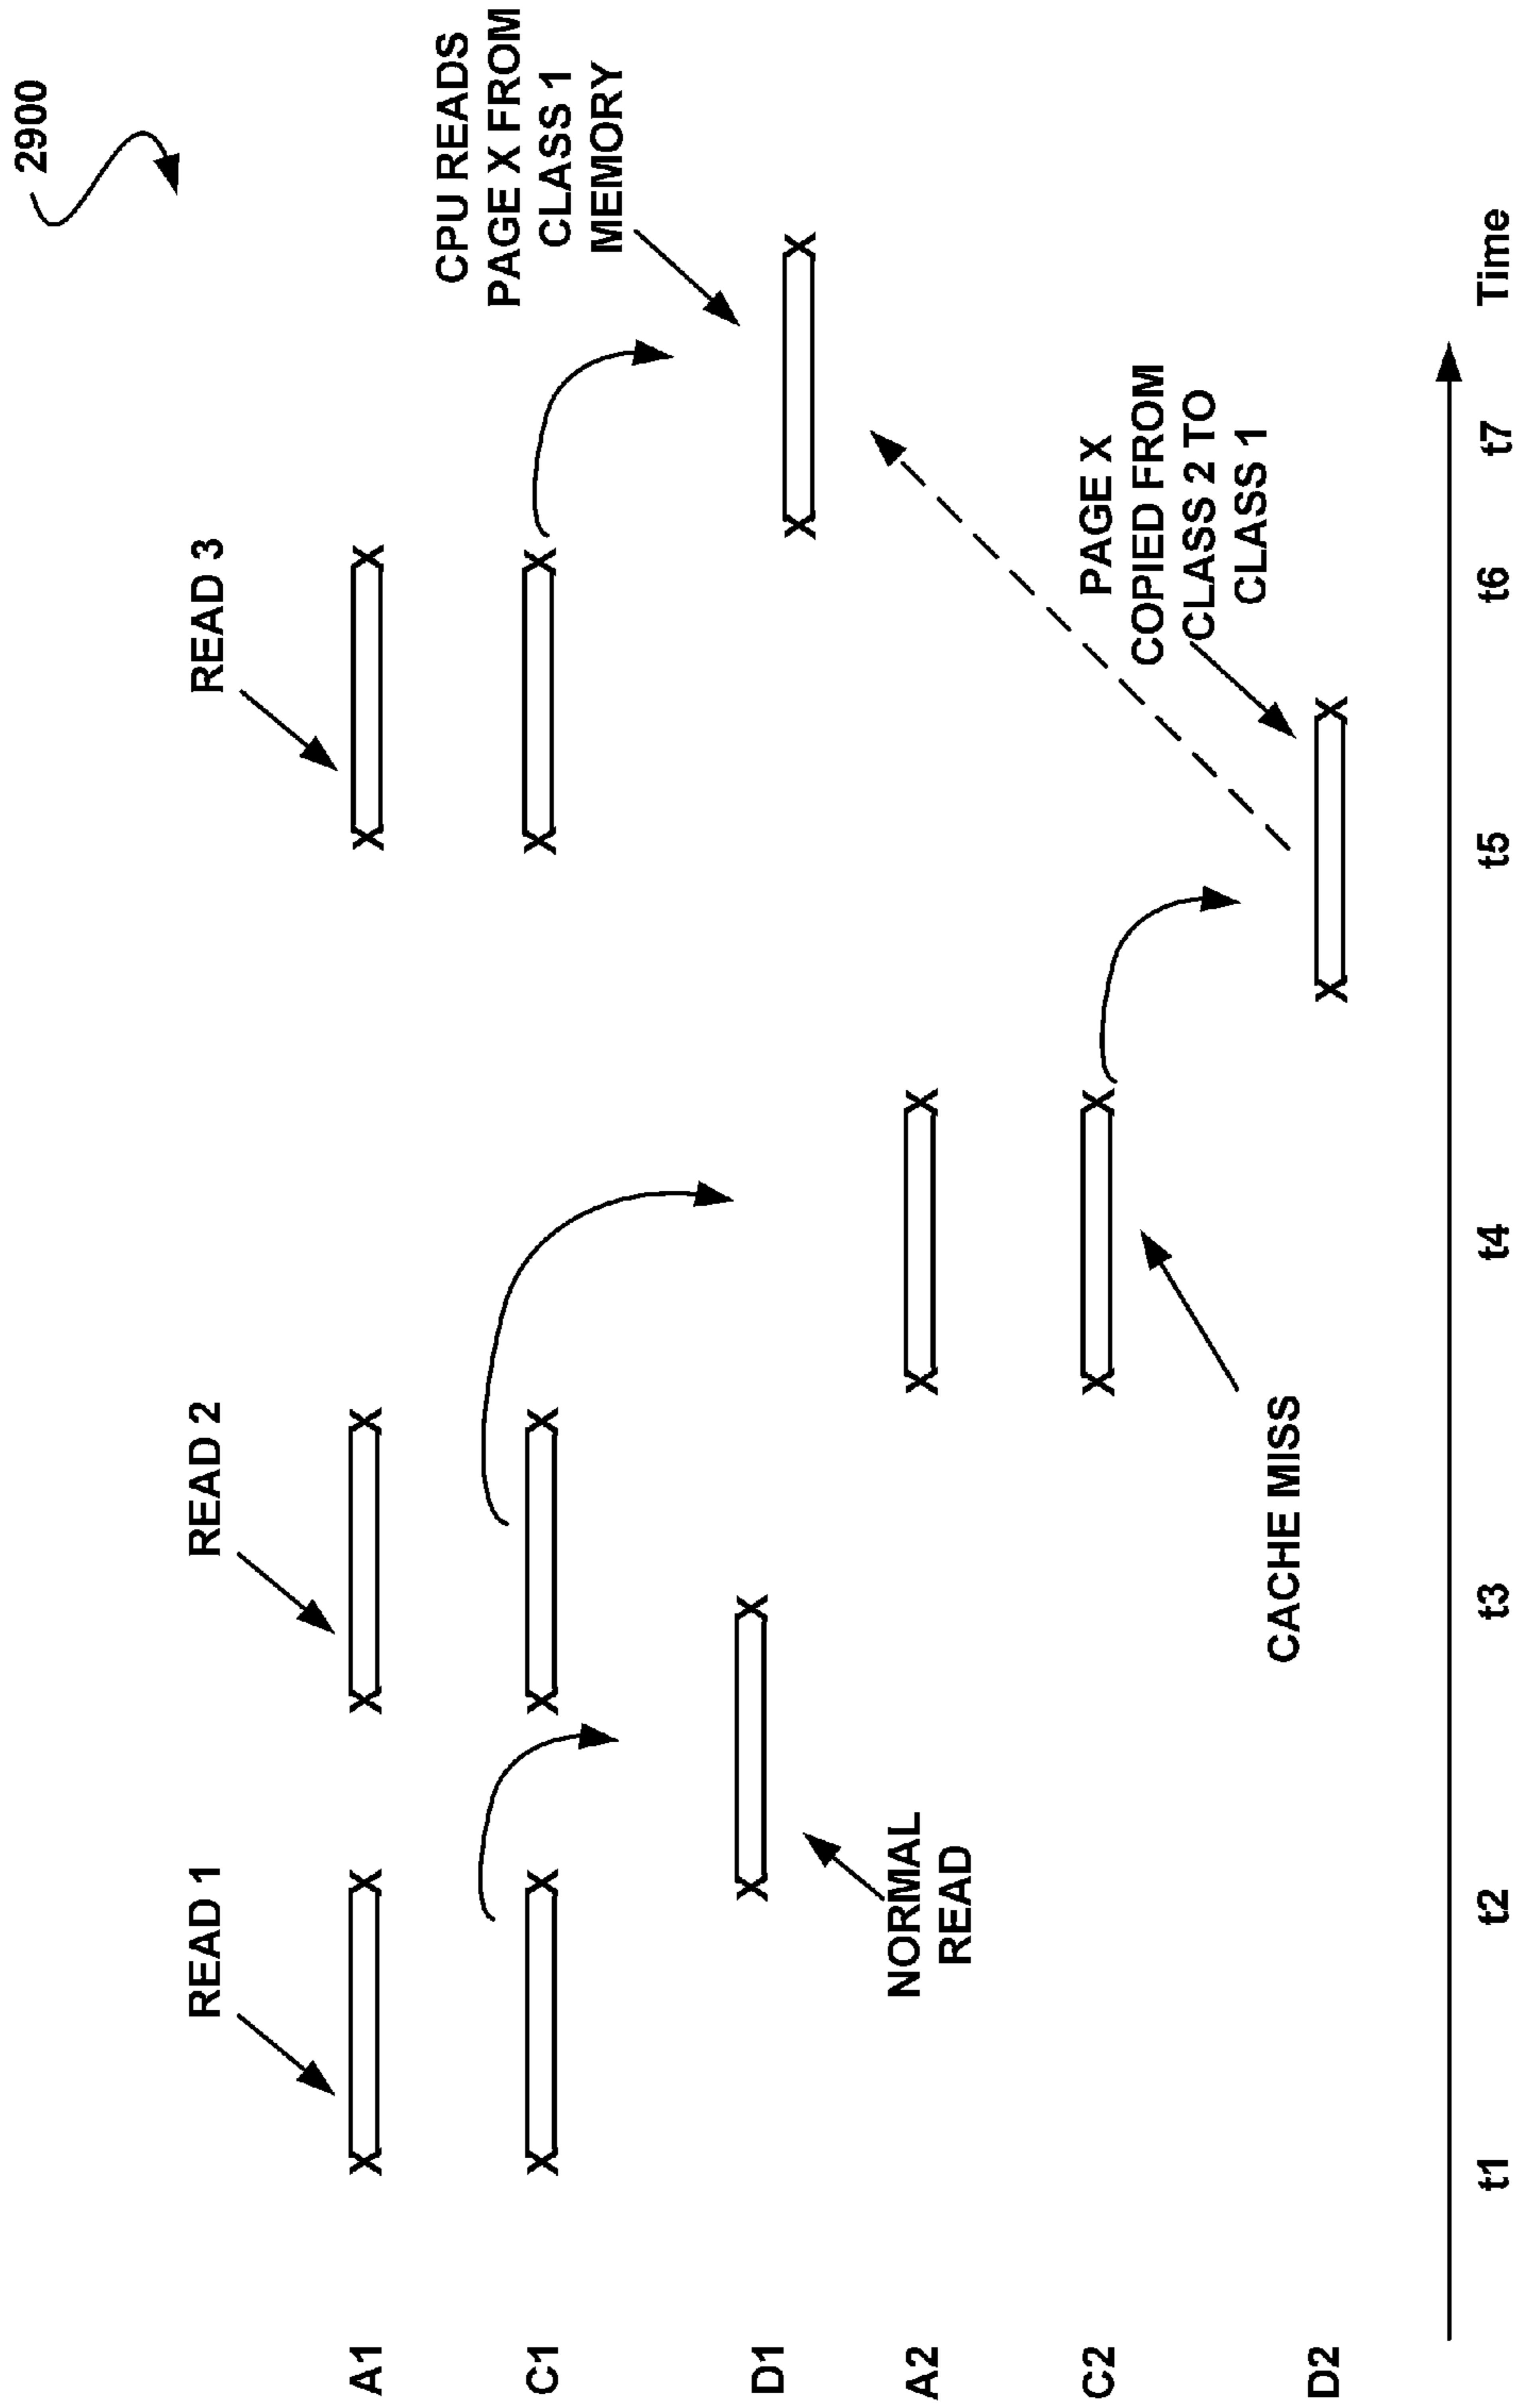 2900
READ 1
READ 2
READ 3
CPU READS
PAGE X FROM
CLASS 1
MEMORY
A1
C1
D1
NORMAL
READ
A2
C2
PAGE X
COPIED FROM
CLASS 2 TO
CLASS 1
CACHE MISS
D2
t1 t2 t3 t4 t5 t6 t7 Time